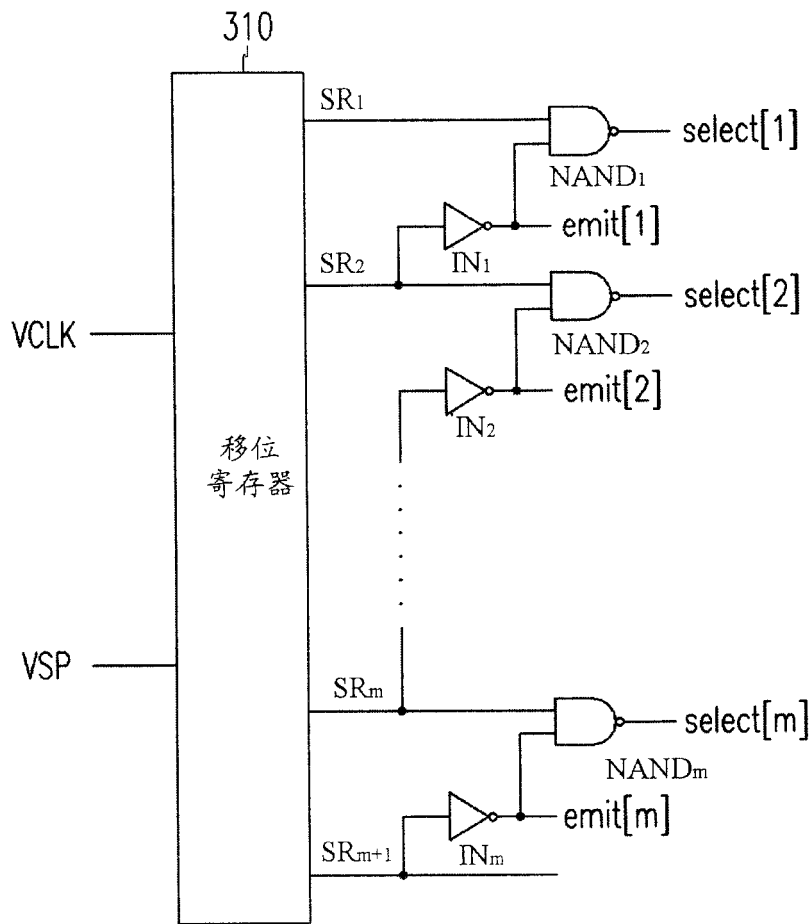 310
SR₁
select[1]
NAND₁
emit[1]
IN₁
SR₂
select[2]
VCLK
NAND₂
emit[2]
IN₂
移位
寄存器
VSP
SRₘ
select[m]
NANDₘ
emit[m]
INₘ
SRₘ₊₁